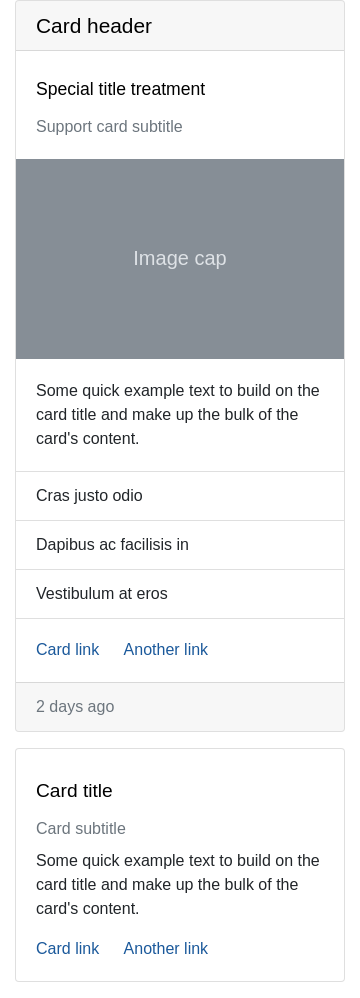 Card header
Special title treatment
Support card subtitle
Image cap
Some quick example text to build on the
card title and make up the bulk of the
card's content.
Cras justo odio
Dapibus ac facilisis in
Vestibulum at eros
Card link Another link
2 days ago
Card title
Card subtitle
Some quick example text to build on the
card title and make up the bulk of the
card's content.
Card link Another link